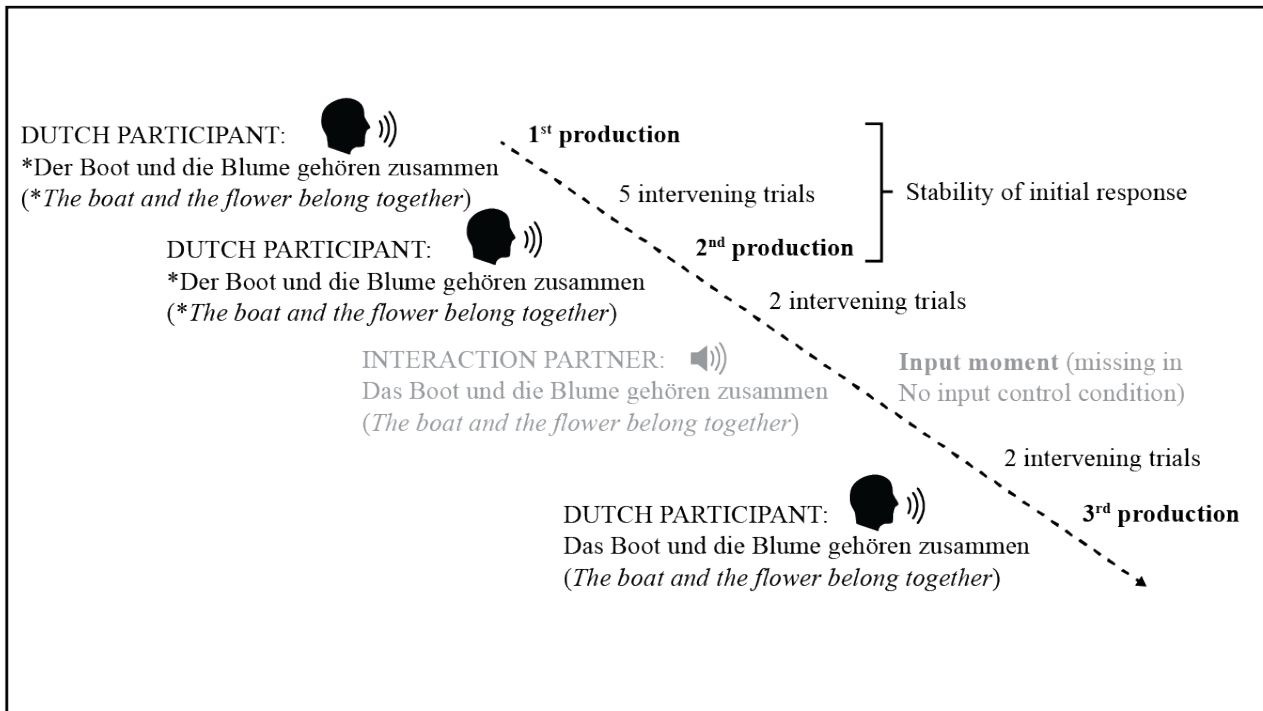 DUTCH PARTICIPANT:
*Der Boot und die Blume gehören zusammen
(*The boat and the flower belong together)
1st production
5 intervening trials
Stability of initial response
DUTCH PARTICIPANT:
*Der Boot und die Blume gehören zusammen
(*The boat and the flower belong together)
2nd production
2 intervening trials
INTERACTION PARTNER:
Das Boot und die Blume gehören zusammen
(The boat and the flower belong together)
Input moment (missing in
No input control condition)
2 intervening trials
DUTCH PARTICIPANT:
Das Boot und die Blume gehören zusammen
(The boat and the flower belong together)
3rd production